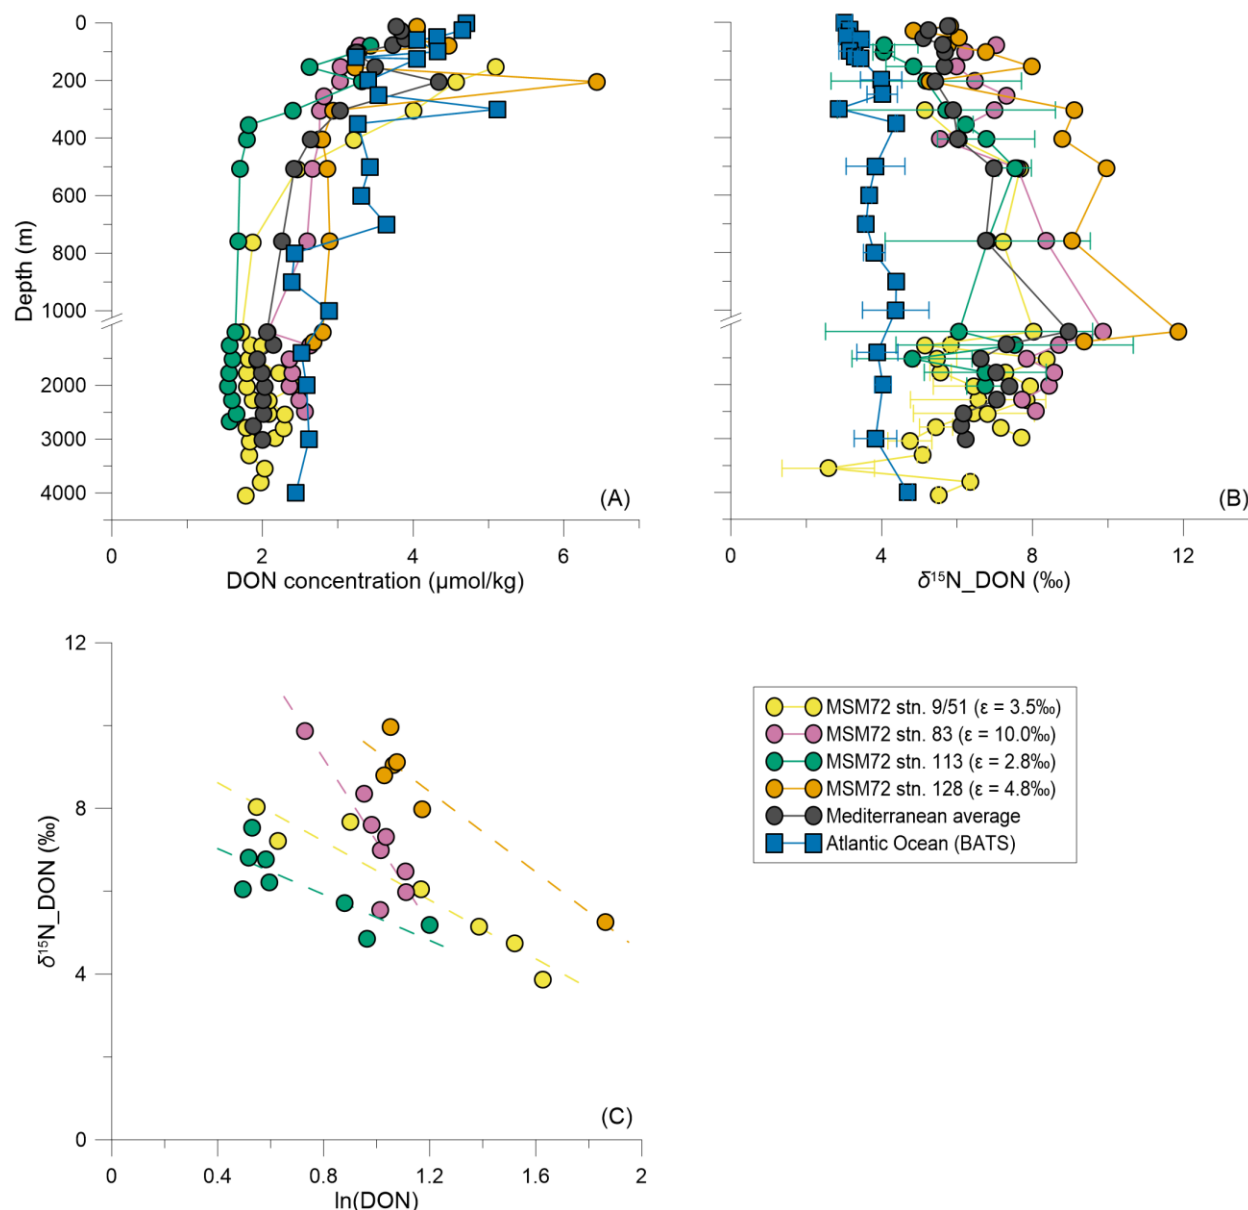 0
200
400
600
800
1000
2000
3000
4000
Depth (m)
(A)
0 2 4 6
DON concentration (μmol/kg)
(B)
0 4 8 12
δ¹⁵N_DON (‰)
12
8
4
0
δ¹⁵N_DON (‰)
(C)
0 0.4 0.8 1.2 1.6 2
ln(DON)
MSM72 stn. 9/51 (ε = 3.5‰)
MSM72 stn. 83 (ε = 10.0‰)
MSM72 stn. 113 (ε = 2.8‰)
MSM72 stn. 128 (ε = 4.8‰)
Mediterranean average
Atlantic Ocean (BATS)